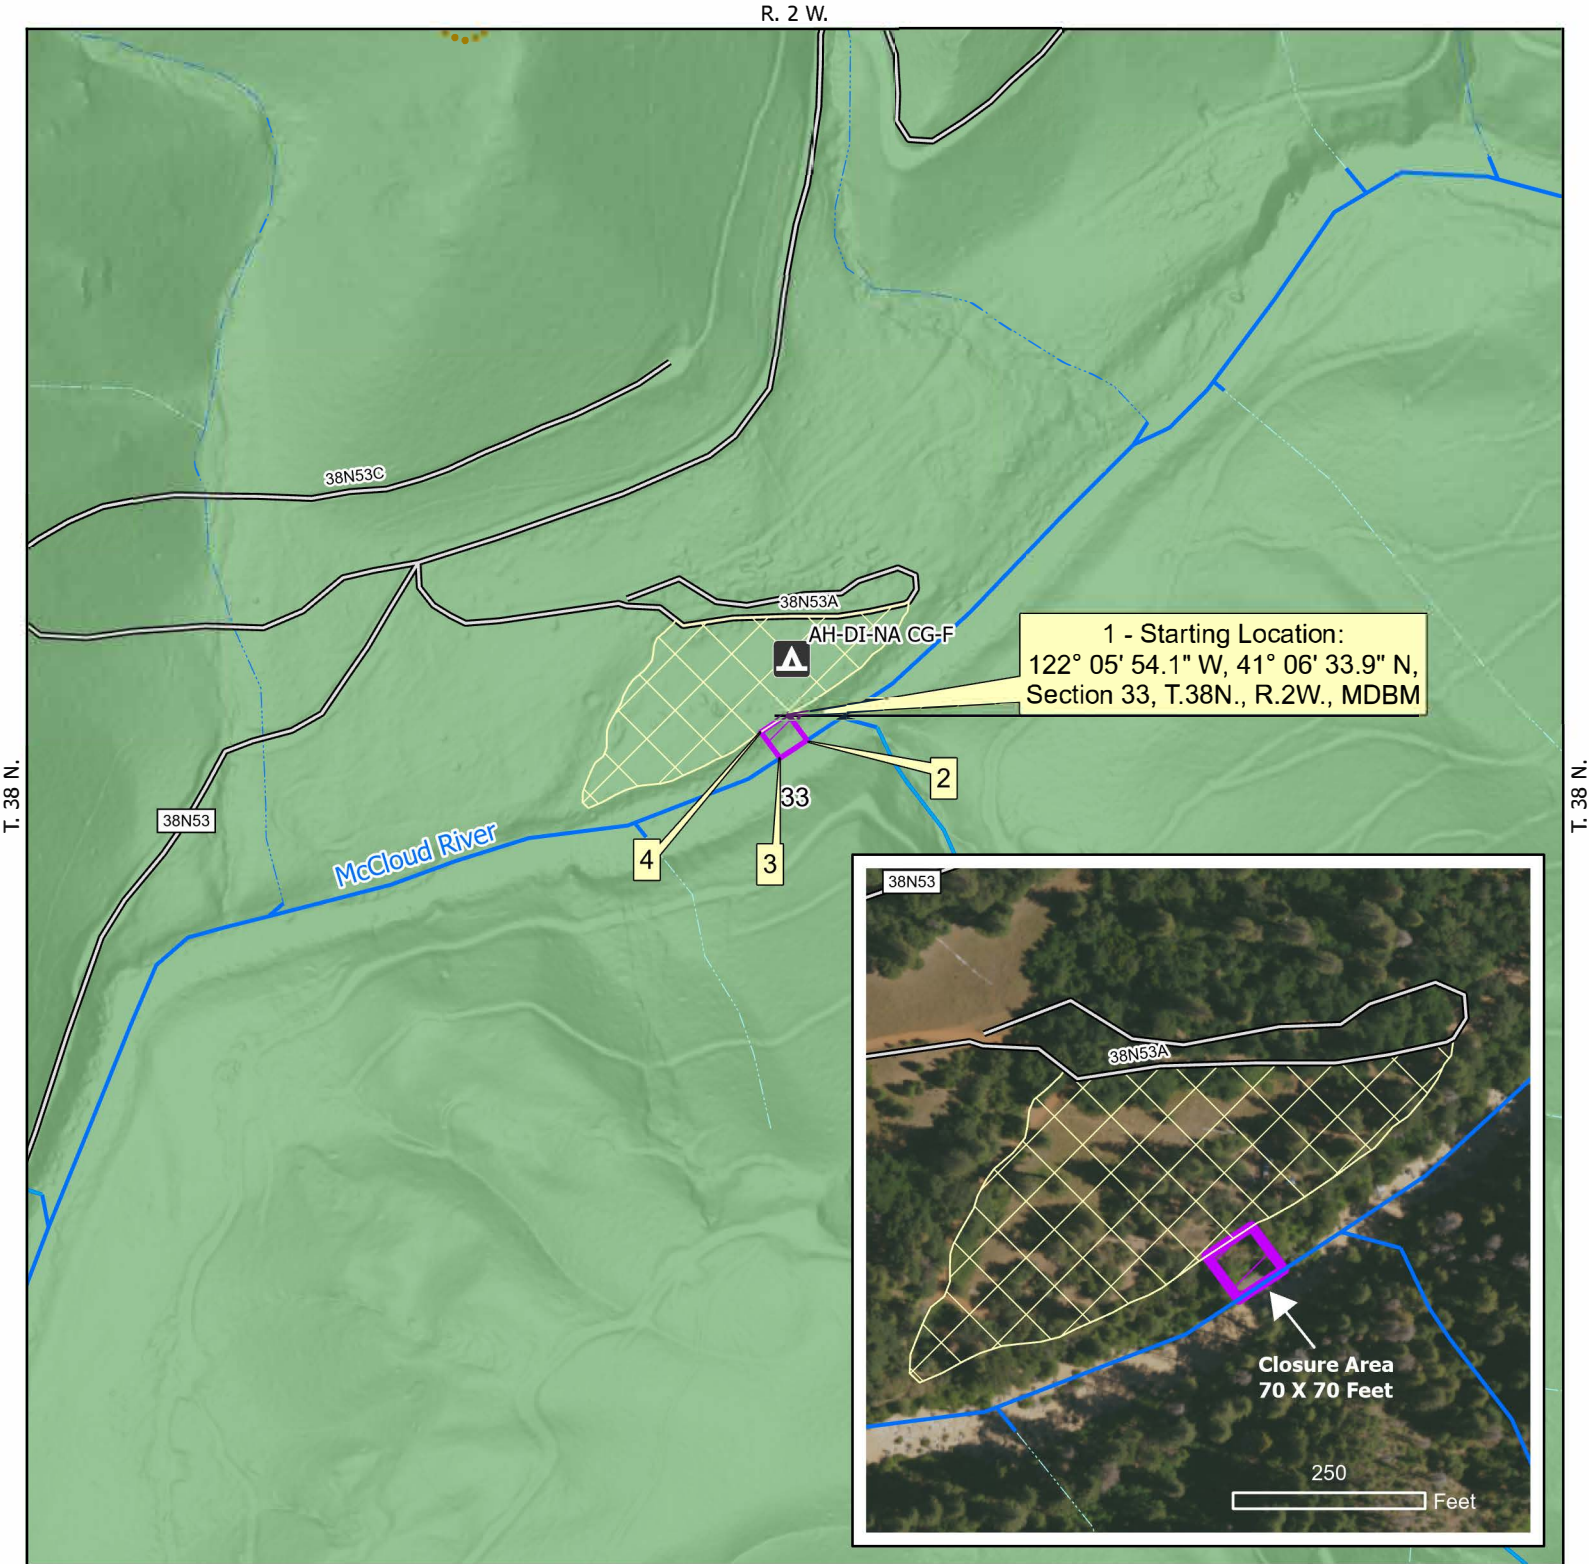 R. 2 W.
38N53C
38N53A
AH-DI-NA CG-F
1 - Starting Location:
122° 05' 54.1" W, 41° 06' 33.9" N,
Section 33, T.38N., R.2W., MDBM
T. 38 N.
T. 38 N.
2
33
38N53
McCloud River
4
3
38N53
38N53A
Closure Area
70 X 70 Feet
250
Feet